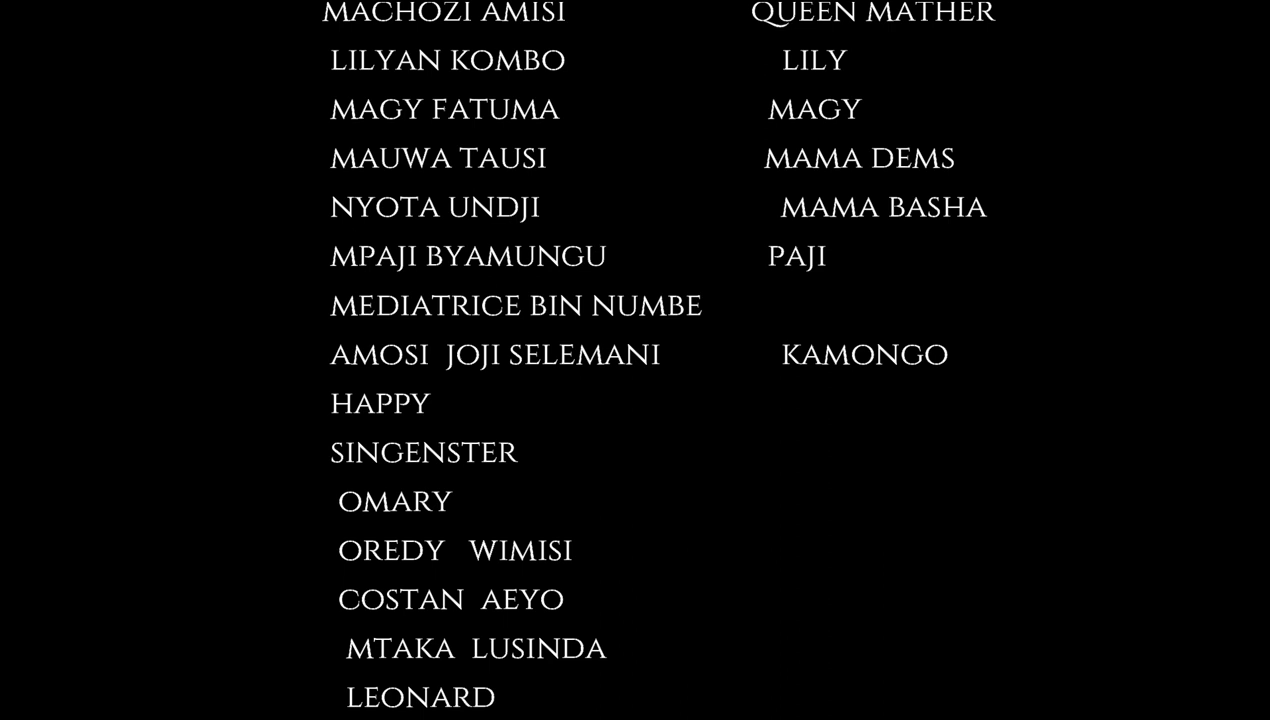 MACHOZI AMISI QUEEN MATHER
LILYAN KOMBO LILY
MAGY FATUMA MAGY
MAUWA TAUSI MAMA DEMS
NYOTA UNDJI MAMA BASHA
MPAJI BYAMUNGU PAJI
MEDIATRICE BIN NUMBE
AMOSI JOJI SELEMANI KAMONGO
HAPPY
SINGENSTER
OMARY
OREDY WIMISI
COSTAN AEYO
MTAKA LUSINDA
LEONARD